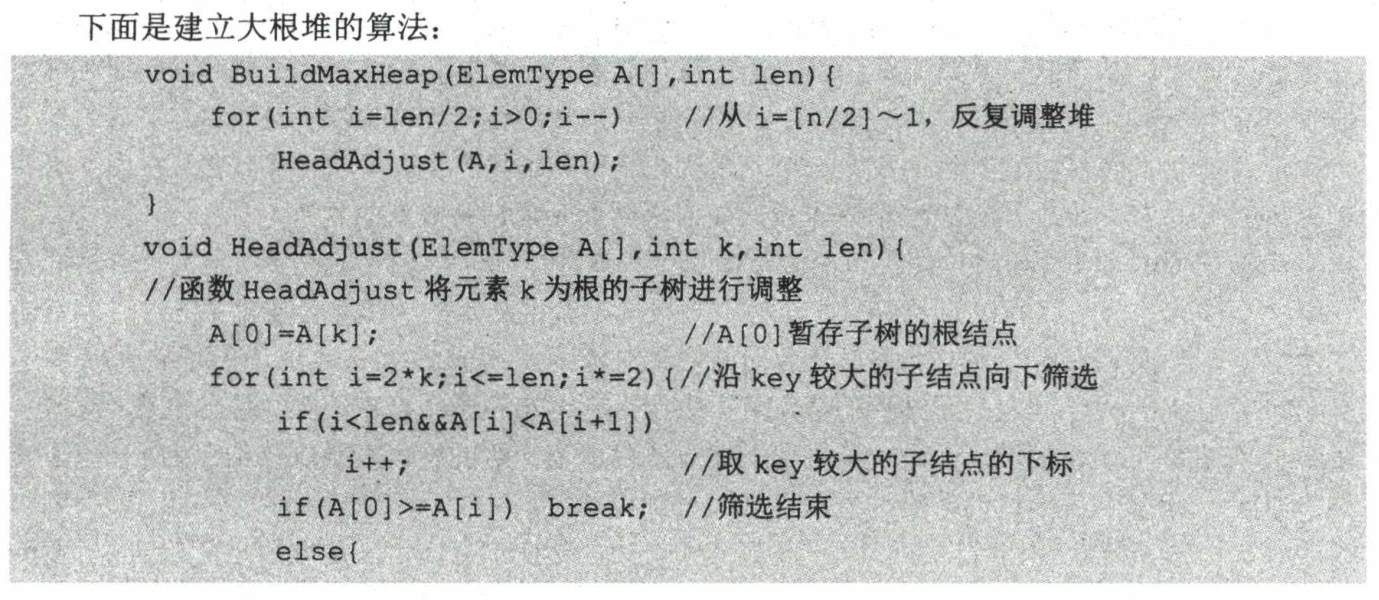 下面是建立大根堆的算法：
void BuildMaxHeap(ElemType A[],int len){
for(int i=len/2;i>0;i--) //从 i=[n/2]～1，反复调整堆
HeadAdjust(A,i,len);
}
void HeadAdjust(ElemType A[],int k,int len){
//函数 HeadAdjust 将元素 k 为根的子树进行调整
A[0]=A[k]; //A[0]暂存子树的根结点
for(int i=2*k;i<=len;i*=2){//沿 key 较大的子结点向下筛选
if(i<len&&A[i]<A[i+1])
i++; //取 key 较大的子结点的下标
if(A[0]>=A[i]) break; //筛选结束
else{